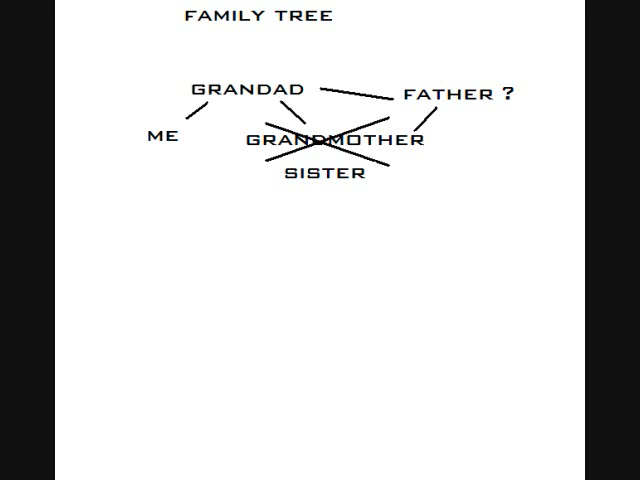 FAMILY TREE
GRANDAD
FATHER ?
ME
GRANDMOTHER
SISTER